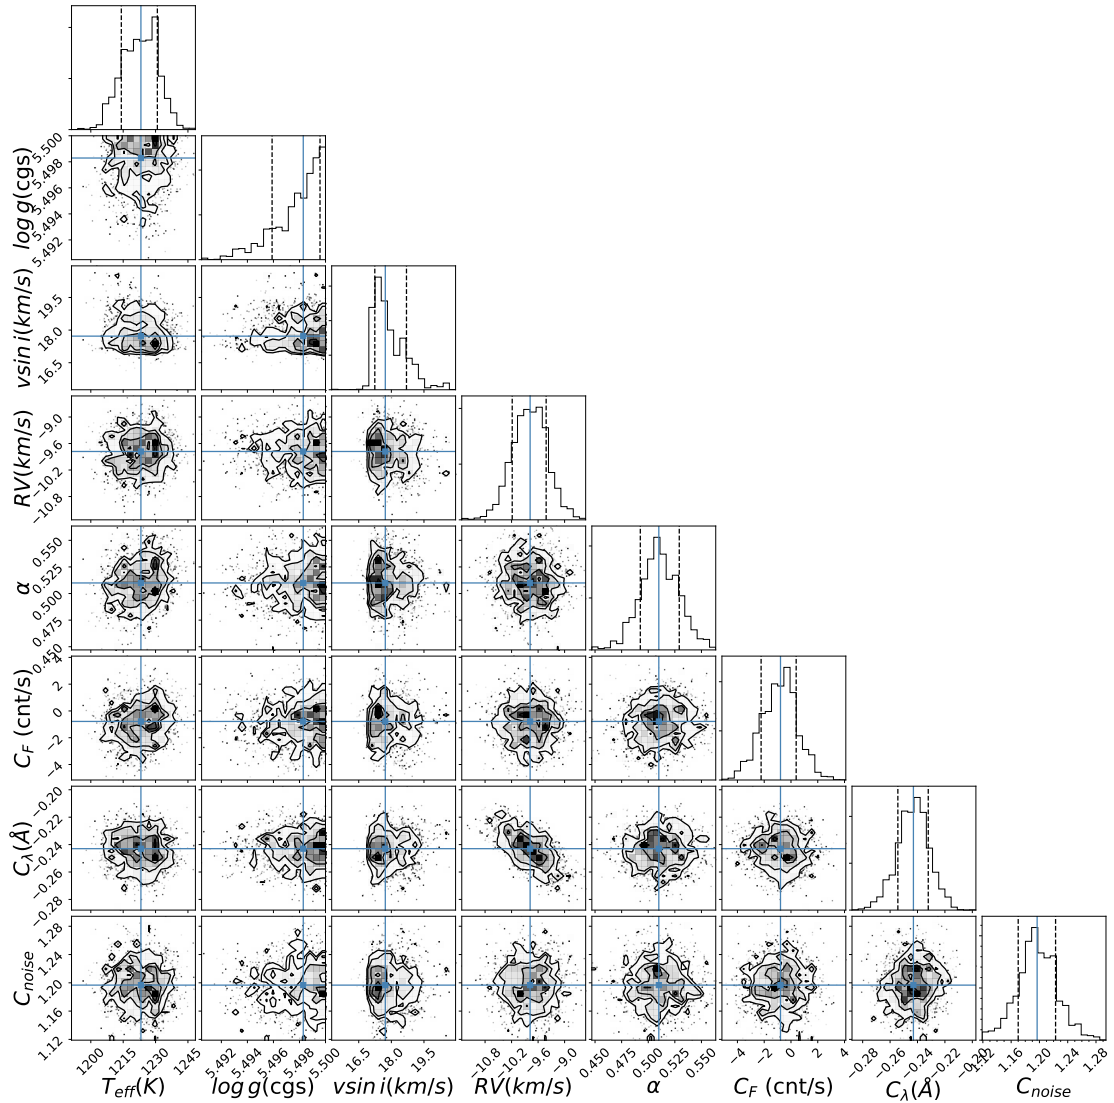 5.500
5.498
5.496
5.494
5.492
log g(cgs)
19.5
18.0
16.5
vsin i(km/s)
−9.0
−9.6
−10.2
−10.8
RV(km/s)
0.550
0.525
0.500
0.475
0.450
α
4
2
0
−2
−4
C_F (cnt/s)
−0.20
−0.22
−0.24
−0.26
−0.28
C_λ(Å)
1.28
1.24
1.20
1.16
1.12
C_noise
1200 1215 1230 1245
5.492 5.494 5.496 5.498 5.500
16.5 18.0 19.5
−10.8 −10.2 −9.6 −9.0
0.450 0.475 0.500 0.525 0.550
−4 −2 0 2 4
−0.28 −0.26 −0.24 −0.22 −0.20
1.12 1.16 1.20 1.24 1.28
T_eff(K) log g(cgs) vsin i(km/s) RV(km/s) α C_F (cnt/s) C_λ(Å) C_noise